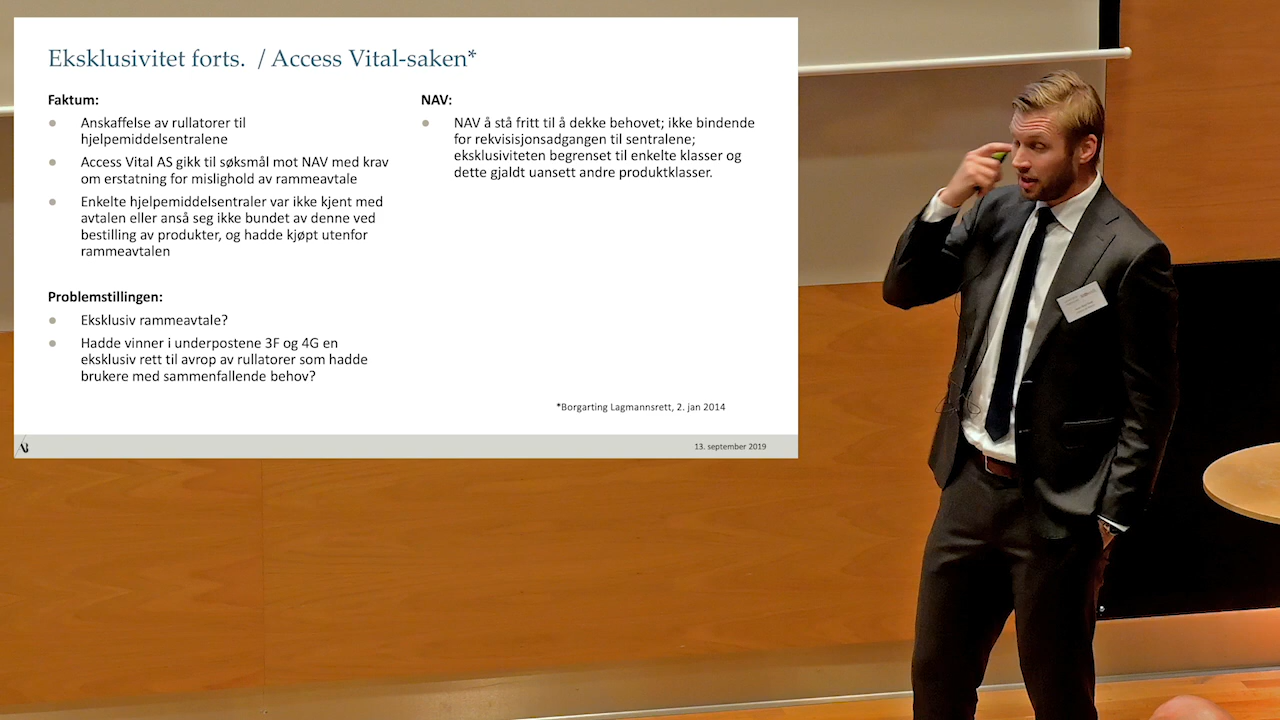 Eksklusivitet forts. / Access Vital-saken*
Faktum:
Anskaffelse av rullatorer til
hjelpemiddelsentralene
Access Vital AS gikk til søksmål mot NAV med krav
om erstatning for mislighold av rammeavtale
Enkelte hjelpemiddelsentraler var ikke kjent med
avtalen eller anså seg ikke bundet av denne ved
bestilling av produkter, og hadde kjøpt utenfor
rammeavtalen
Problemstillingen:
Eksklusiv rammeavtale?
Hadde vinner i underpostene 3F og 4G en
eksklusiv rett til avrop av rullatorer som hadde
brukere med sammenfallende behov?
NAV:
NAV å stå fritt til å dekke behovet; ikke bindende
for rekvisisjonsadgangen til sentralene;
eksklusiviteten begrenset til enkelte klasser og
dette gjaldt uansett andre produktklasser.
*Borgarting Lagmannsrett, 2. jan 2014
13. september 2019